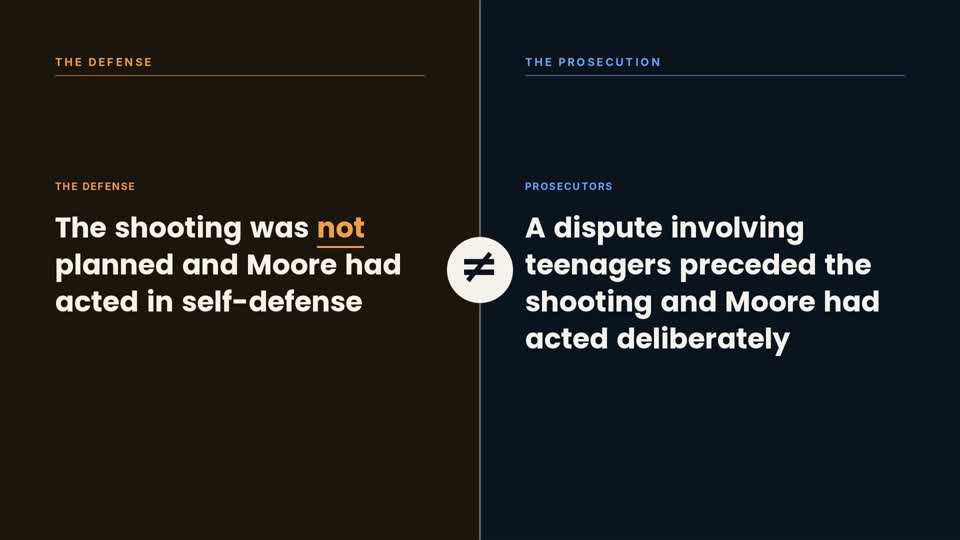 THE DEFENSE
THE DEFENSE
The shooting was not
planned and Moore had
acted in self-defense
≠
THE PROSECUTION
PROSECUTORS
A dispute involving
teenagers preceded the
shooting and Moore had
acted deliberately